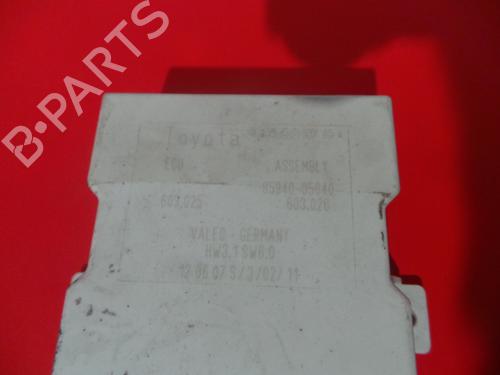 B-PARTS
Toyota
ECU ASSEMBLY
85940-05040
603.025 603.026
VALEO - GERMANY
HW3.1 SW6.0